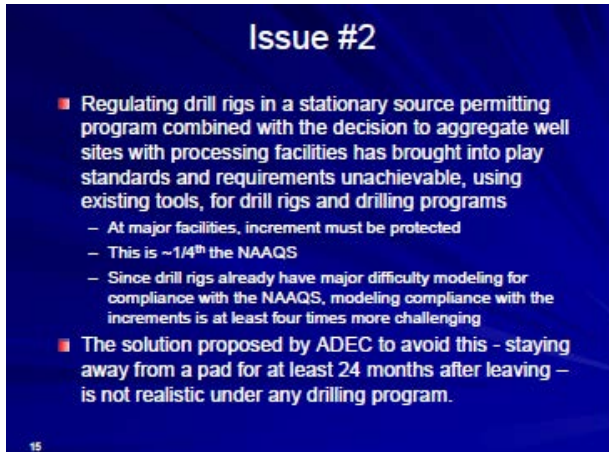 Issue #2
Regulating drill rigs in a stationary source permitting
program combined with the decision to aggregate well
sites with processing facilities has brought into play
standards and requirements unachievable, using
existing tools, for drill rigs and drilling programs
– At major facilities, increment must be protected
– This is ~1/4th the NAAQS
– Since drill rigs already have major difficulty modeling for
compliance with the NAAQS, modeling compliance with the
increments is at least four times more challenging
The solution proposed by ADEC to avoid this - staying
away from a pad for at least 24 months after leaving –
is not realistic under any drilling program.
15